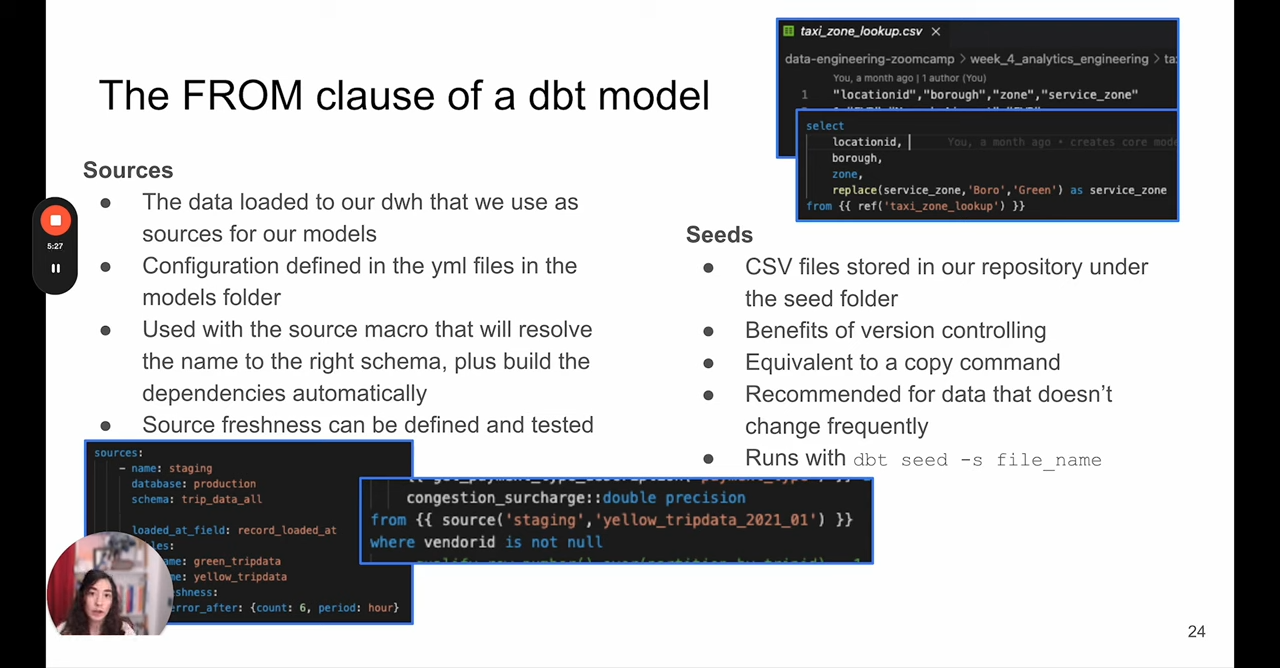 The FROM clause of a dbt model
Sources
● The data loaded to our dwh that we use as
sources for our models
● Configuration defined in the yml files in the
models folder
● Used with the source macro that will resolve
the name to the right schema, plus build the
dependencies automatically
● Source freshness can be defined and tested
sources:
- name: staging
database: production
schema: trip_data_all
loaded_at_field: record_loaded_at
les:
me: green_tripdata
me: yellow_tripdata
shness:
error_after: {count: 6, period: hour}
congestion_surcharge::double precision
from {{ source('staging','yellow_tripdata_2021_01') }}
where vendorid is not null
taxi_zone_lookup.csv ×
data-engineering-zoomcamp > week_4_analytics_engineering > ta
You, a month ago | 1 author (You)
1 "locationid","borough","zone","service_zone"
select
locationid, You, a month ago • creates core mode
borough,
zone,
replace(service_zone,'Boro','Green') as service_zone
from {{ ref('taxi_zone_lookup') }}
Seeds
● CSV files stored in our repository under
the seed folder
● Benefits of version controlling
● Equivalent to a copy command
● Recommended for data that doesn't
change frequently
● Runs with dbt seed -s file_name
5:27
24